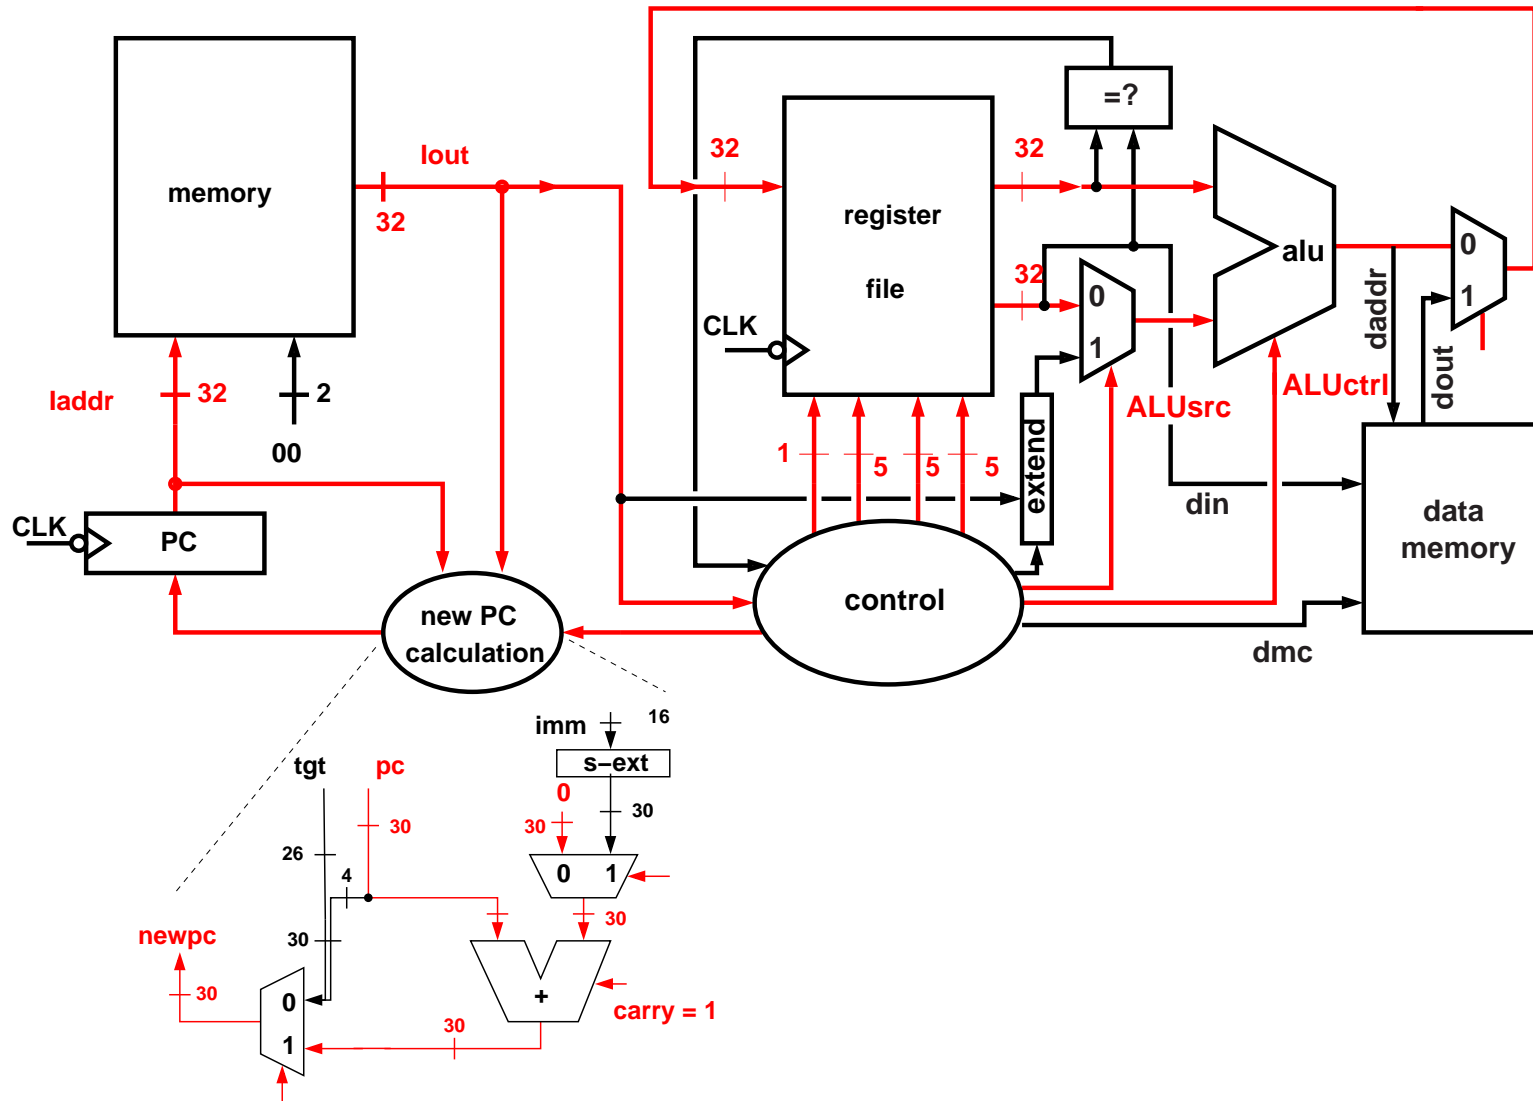 =?
Iout
memory
32
32
32
register
file
32
alu
0
1
0
1
CLK
daddr
dout
Iaddr
32
2
00
ALUsrc
ALUctrl
1
5
5
5
extend
din
data
memory
CLK
PC
new PC
calculation
control
dmc
imm
16
s-ext
tgt
pc
0
30
30
30
26
4
0 1
30
newpc
30
30
0
1
+
carry = 1
30